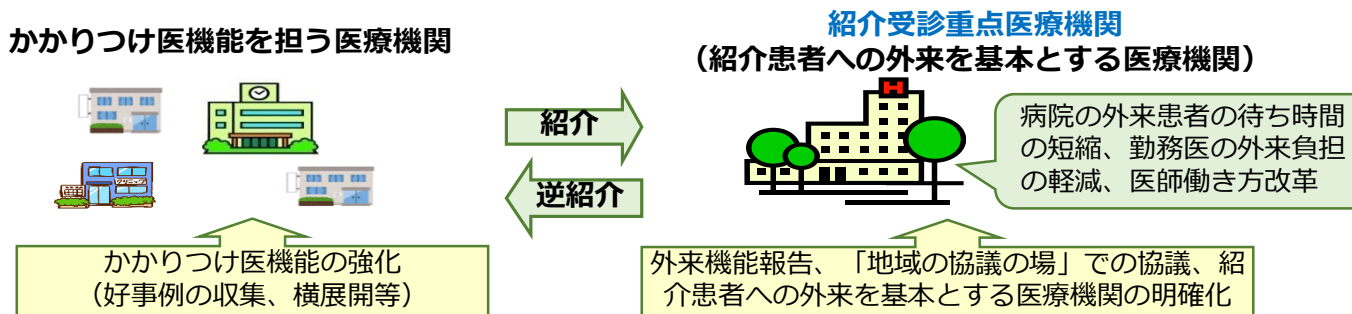 かかりつけ医機能を担う医療機関
紹介受診重点医療機関
（紹介患者への外来を基本とする医療機関）
紹介
逆紹介
H
病院の外来患者の待ち時間
の短縮、勤務医の外来負担
の軽減、医師働き方改革
かかりつけ医機能の強化
（好事例の収集、横展開等）
外来機能報告、「地域の協議の場」での協議、紹
介患者への外来を基本とする医療機関の明確化